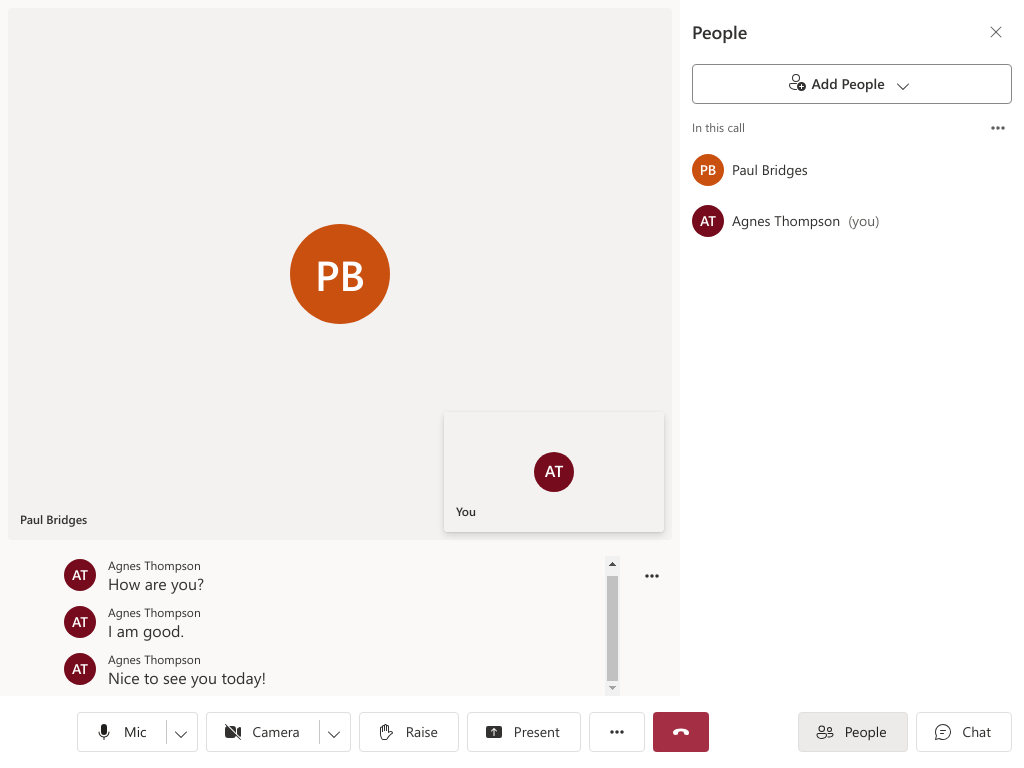 PB
AT
You
Paul Bridges
AT
Agnes Thompson
How are you?
AT
Agnes Thompson
I am good.
AT
Agnes Thompson
Nice to see you today!
People
Add People
In this call
PB Paul Bridges
AT Agnes Thompson (you)
Mic Camera Raise Present People Chat